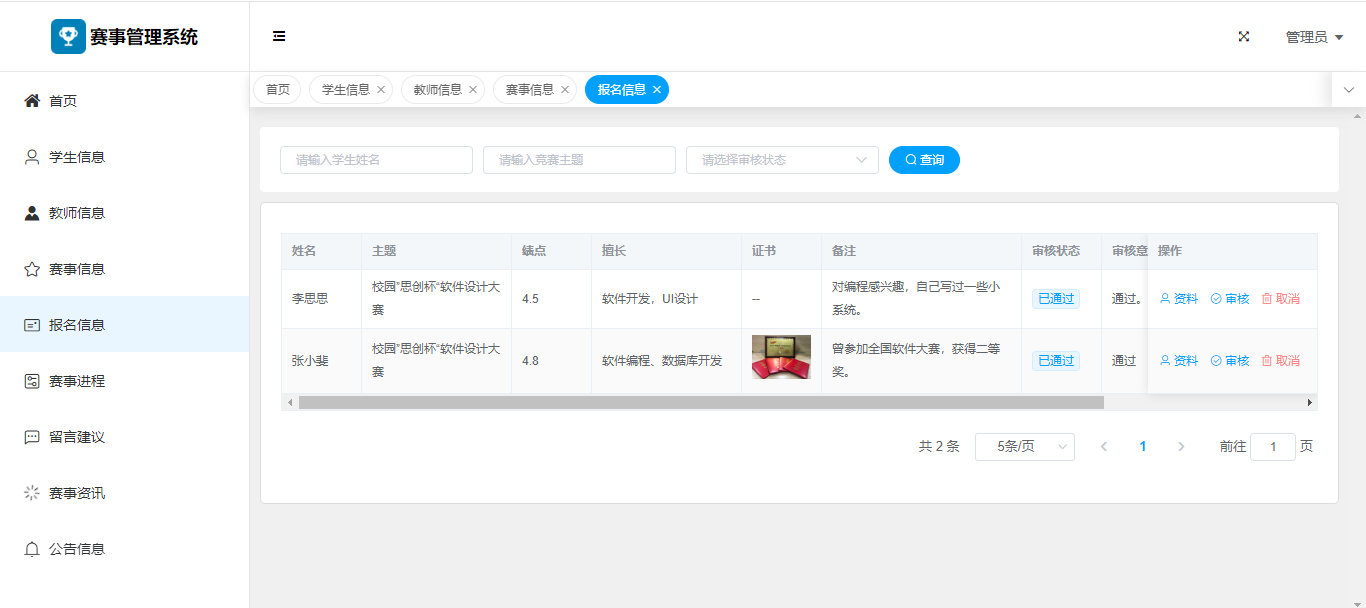 赛事管理系统
管理员
首页
学生信息
教师信息
赛事信息
报名信息
赛事进程
留言建议
赛事资讯
公告信息
首页 学生信息 教师信息 赛事信息 报名信息
请输入学生姓名 请输入竞赛主题 请选择审核状态 查询
姓名 主题 绩点 擅长 证书 备注 审核状态 审核意 操作
李思思 校园"思创杯"软件设计大 4.5 软件开发，UI设计 -- 对编程感兴趣，自己写过一些小 已通过 通过。 资料 审核 取消
赛 系统。
张小斐 校园"思创杯"软件设计大 4.8 软件编程、数据库开发 曾参加全国软件大赛，获得二等 已通过 通过 资料 审核 取消
赛 奖。
共 2 条 5条/页 1 前往 1 页